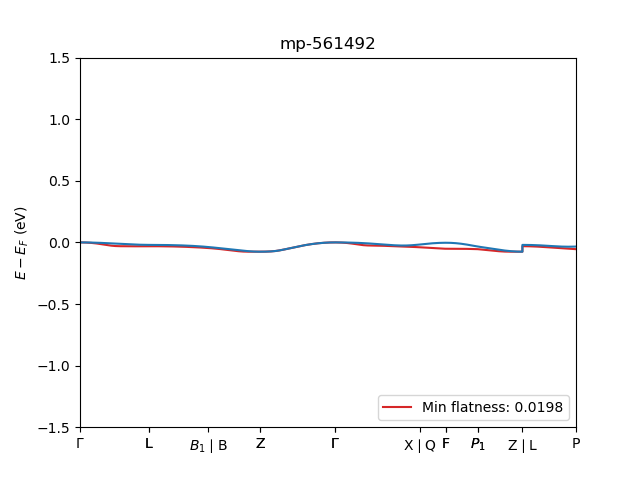 mp-561492
1.5
1.0
0.5
0.0
−0.5
−1.0
−1.5
E − E_F (eV)
Min flatness: 0.0198
Γ L B₁ | B Z Γ X | Q F P₁ Z | L P